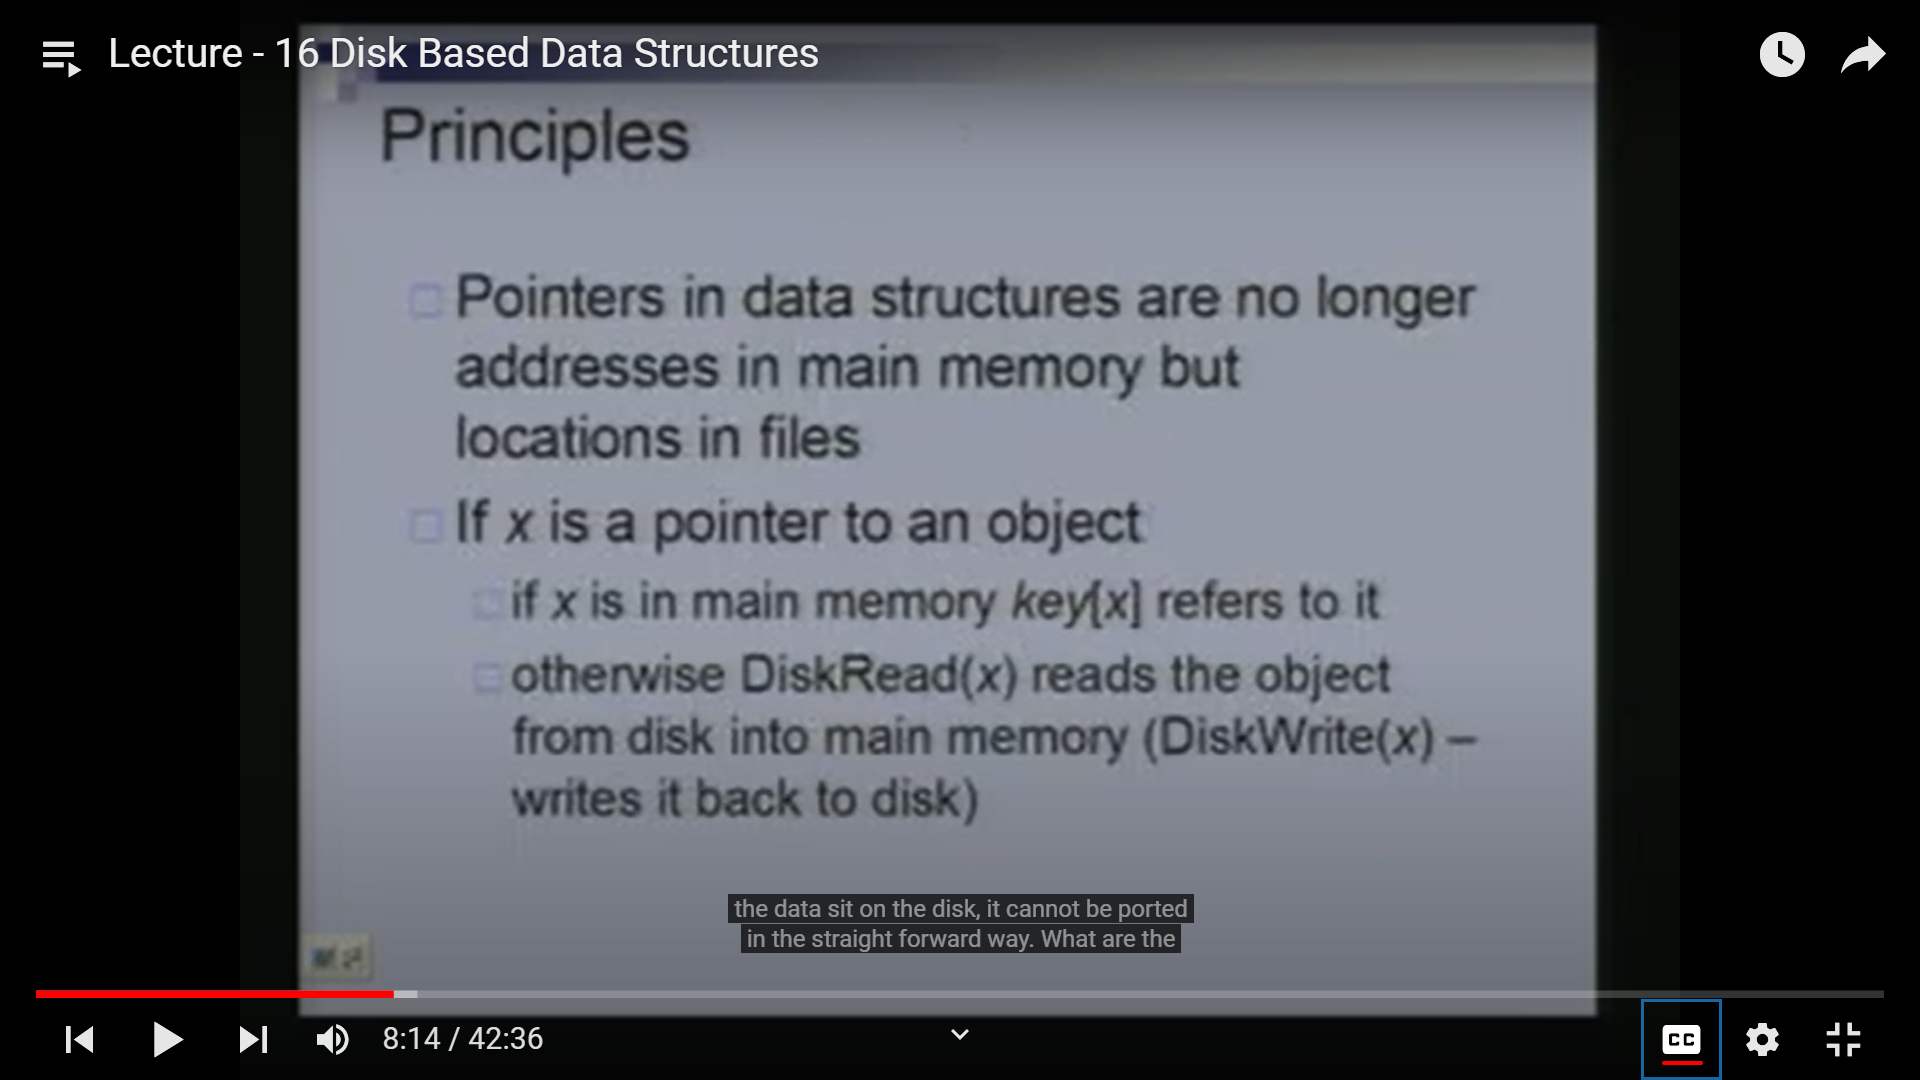 Lecture - 16 Disk Based Data Structures
Principles
Pointers in data structures are no longer
addresses in main memory but
locations in files
If x is a pointer to an object
if x is in main memory key[x] refers to it
otherwise DiskRead(x) reads the object
from disk into main memory (DiskWrite(x) –
writes it back to disk)
the data sit on the disk, it cannot be ported
in the straight forward way. What are the
8:14 / 42:36
CC